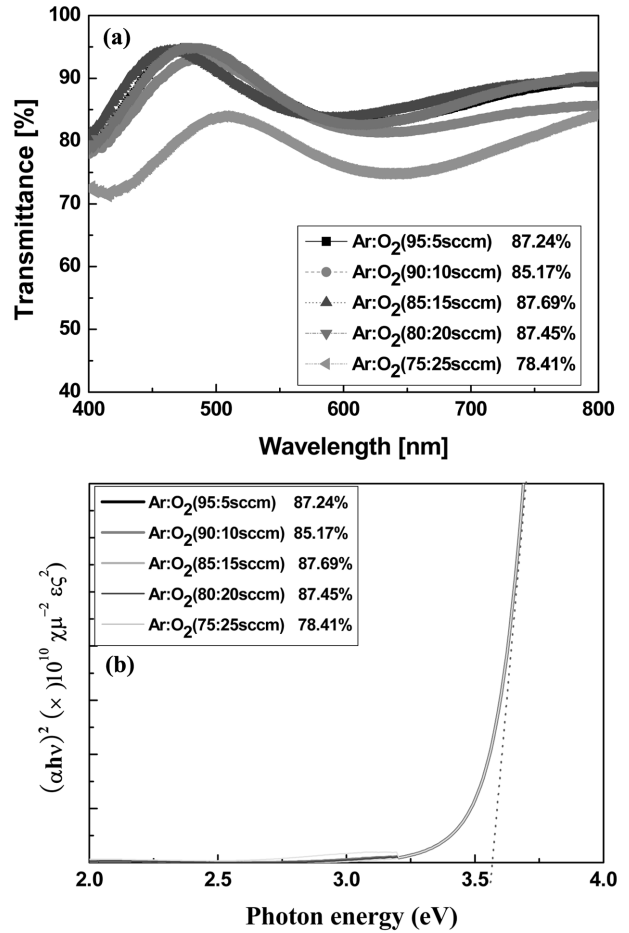 (a)
Transmittance [%]
100
90
80
70
60
50
40
Ar:O2(95:5sccm) 87.24%
Ar:O2(90:10sccm) 85.17%
Ar:O2(85:15sccm) 87.69%
Ar:O2(80:20sccm) 87.45%
Ar:O2(75:25sccm) 78.41%
400 500 600 700 800
Wavelength [nm]
Ar:O2(95:5sccm) 87.24%
Ar:O2(90:10sccm) 85.17%
Ar:O2(85:15sccm) 87.69%
Ar:O2(80:20sccm) 87.45%
Ar:O2(75:25sccm) 78.41%
(b)
(αhν)² (×)10¹⁰ χμ⁻² ες²)
2.0 2.5 3.0 3.5 4.0
Photon energy (eV)